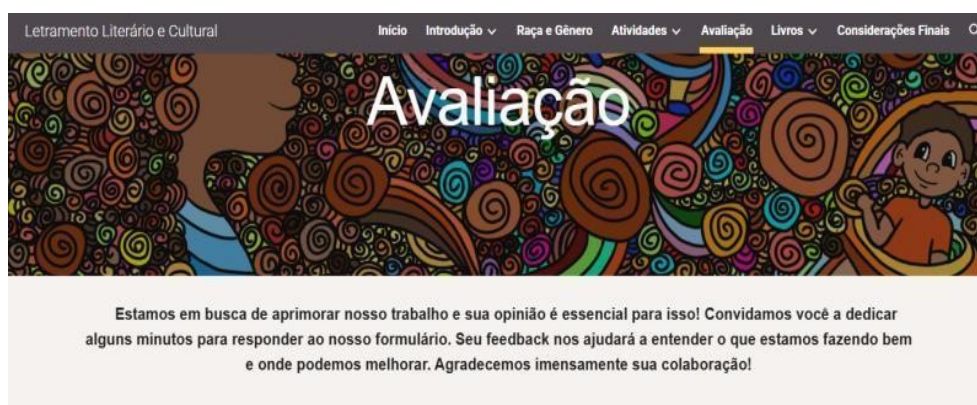 Letramento Literário e Cultural
Início Introdução Raça e Gênero Atividades Avaliação Livros Considerações Finais
Avaliação
Estamos em busca de aprimorar nosso trabalho e sua opinião é essencial para isso! Convidamos você a dedicar
alguns minutos para responder ao nosso formulário. Seu feedback nos ajudará a entender o que estamos fazendo bem
e onde podemos melhorar. Agradecemos imensamente sua colaboração!